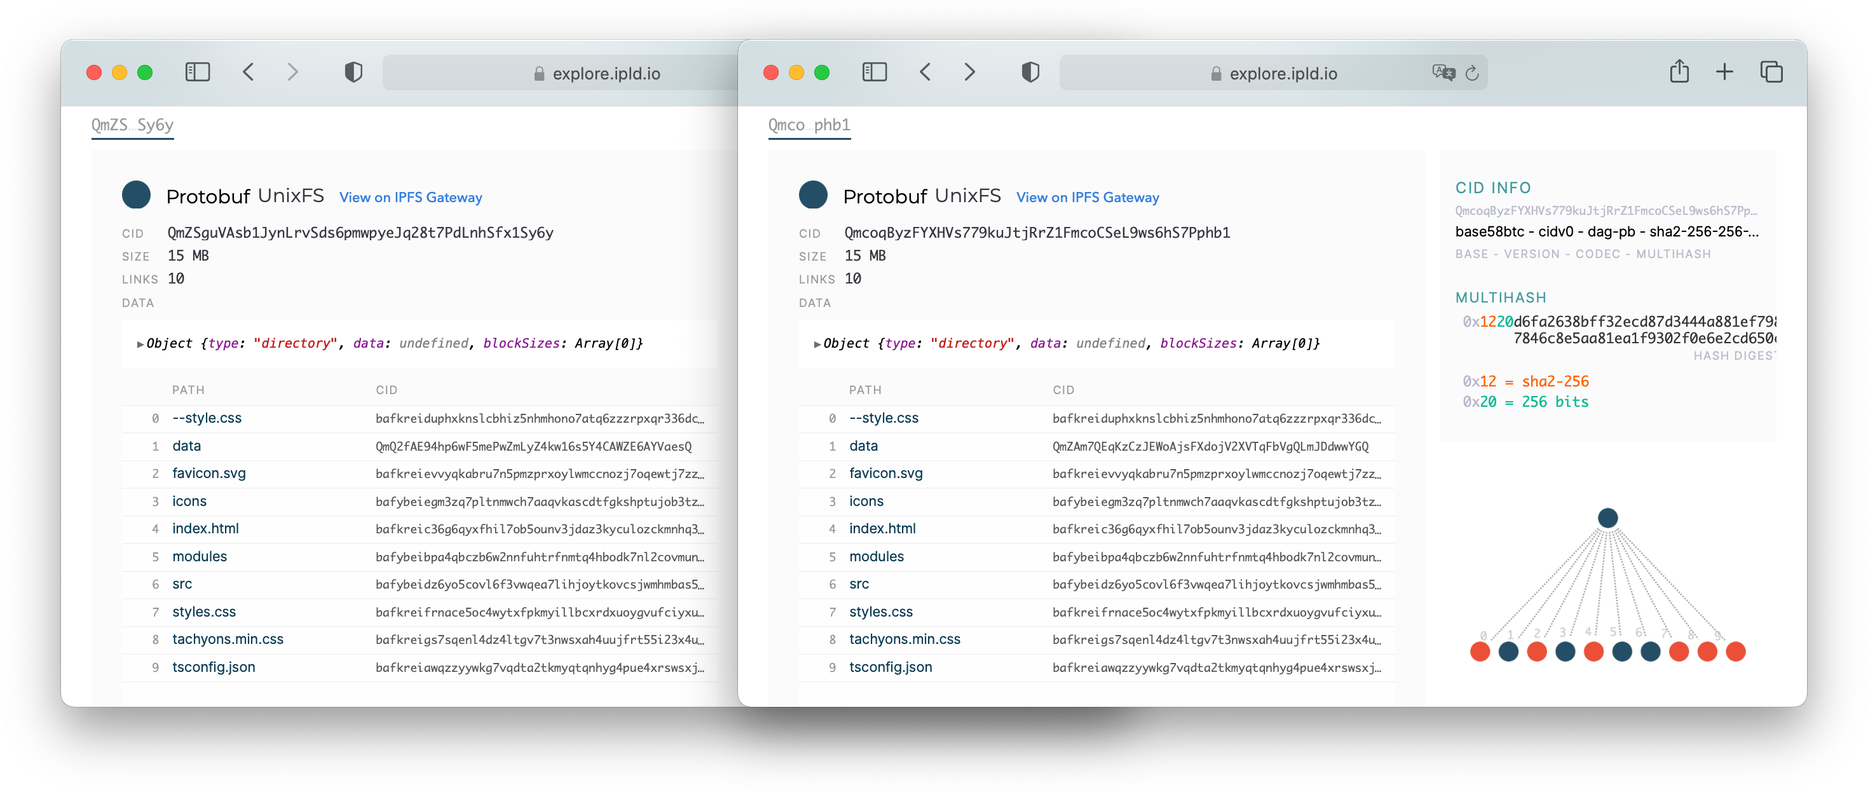 explore.ipld.io
QmZS…Sy6y
Protobuf UnixFS View on IPFS Gateway
CID QmZSguVAsb1JynLrvSds6pmwpyeJq28t7PdLnhSfx1Sy6y
SIZE 15 MB
LINKS 10
DATA
▶Object {type: "directory", data: undefined, blockSizes: Array[0]}
PATH CID
0 --style.css bafkreiduphxknslcbhiz5nhmhono7atq6zzzrpxqr336dc…
1 data QmQ2fAE94hp6wF5mePwZmLyZ4kw16s5Y4CAWZE6AYVaesQ
2 favicon.svg bafkreievvyqkabru7n5pmzprxoylwmccnozj7oqewtj7zz…
3 icons bafybeiegm3zq7pltnmwch7aaqvkascdtfgkshptujob3tz…
4 index.html bafkreic36g6qyxfhil7ob5ounv3jdaz3kyculozckmnhq3…
5 modules bafybeibpa4qbczb6w2nnfuhtrfnmtq4hbodk7nl2covmun…
6 src bafybeidz6yo5covl6f3vwqea7lihjoytkovcsjwmhmbas5…
7 styles.css bafkreifrnace5oc4wytxfpkmyillbcxrdxuoygvufciyxu…
8 tachyons.min.css bafkreigs7sqenl4dz4ltgv7t3nwsxah4uujfrt55i23x4u…
9 tsconfig.json bafkreiawqzzyywkg7vqdta2tkmyqtqnhyg4pue4xrswsxj…
explore.ipld.io
Qmco…phb1
Protobuf UnixFS View on IPFS Gateway
CID QmcoqByzFYXHVs779kuJtjRrZ1FmcoCSeL9ws6hS7Pphb1
SIZE 15 MB
LINKS 10
DATA
▶Object {type: "directory", data: undefined, blockSizes: Array[0]}
PATH CID
0 --style.css bafkreiduphxknslcbhiz5nhmhono7atq6zzzrpxqr336dc…
1 data QmZAm7QEqKzCzJEWoAjsFXdojV2XVTqFbVgQLmJDdwwYGQ
2 favicon.svg bafkreievvyqkabru7n5pmzprxoylwmccnozj7oqewtj7zz…
3 icons bafybeiegm3zq7pltnmwch7aaqvkascdtfgkshptujob3tz…
4 index.html bafkreic36g6qyxfhil7ob5ounv3jdaz3kyculozckmnhq3…
5 modules bafybeibpa4qbczb6w2nnfuhtrfnmtq4hbodk7nl2covmun…
6 src bafybeidz6yo5covl6f3vwqea7lihjoytkovcsjwmhmbas5…
7 styles.css bafkreifrnace5oc4wytxfpkmyillbcxrdxuoygvufciyxu…
8 tachyons.min.css bafkreigs7sqenl4dz4ltgv7t3nwsxah4uujfrt55i23x4u…
9 tsconfig.json bafkreiawqzzyywkg7vqdta2tkmyqtqnhyg4pue4xrswsxj…
CID INFO
QmcoqByzFYXHVs779kuJtjRrZ1FmcoCSeL9ws6hS7Pp…
base58btc - cidv0 - dag-pb - sha2-256-256-…
BASE - VERSION - CODEC - MULTIHASH
MULTIHASH
0x1220d6fa2638bff32ecd87d3444a881ef798
7846c8e5aa81ea1f9302f0e6e2cd650c
HASH DIGEST
0x12 = sha2-256
0x20 = 256 bits
0 1 2 3 4 5 6 7 8 9